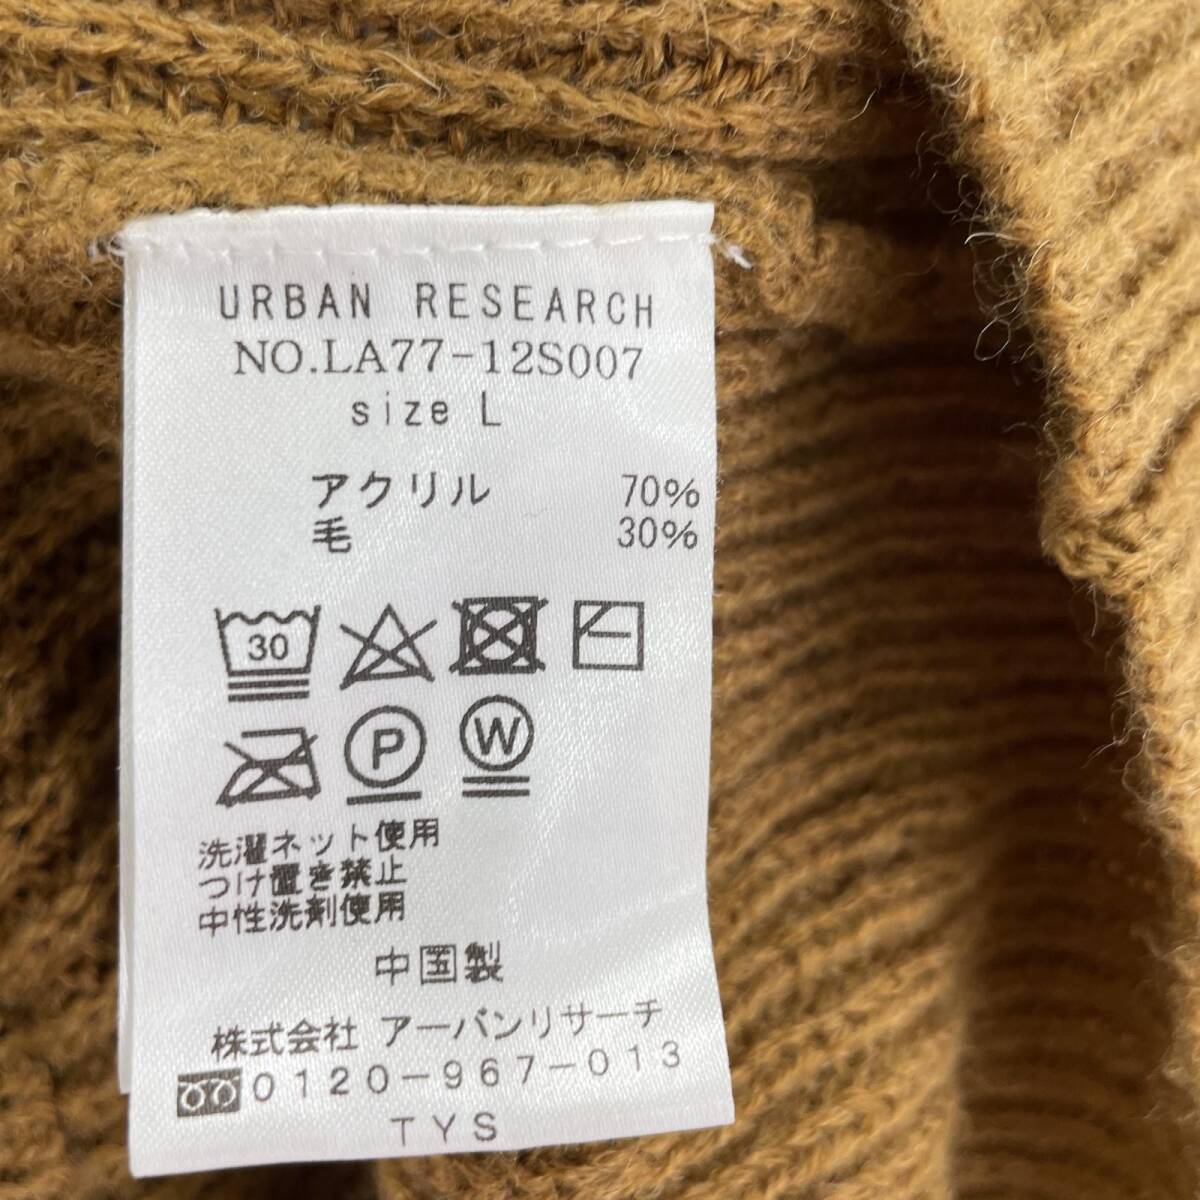 URBAN RESEARCH
NO.LA77-12S007
size L
アクリル 70%
毛 30%
30
P W
洗濯ネット使用
つけ置き禁止
中性洗剤使用
中国製
株式会社 アーバンリサーチ
0120-967-013
TYS